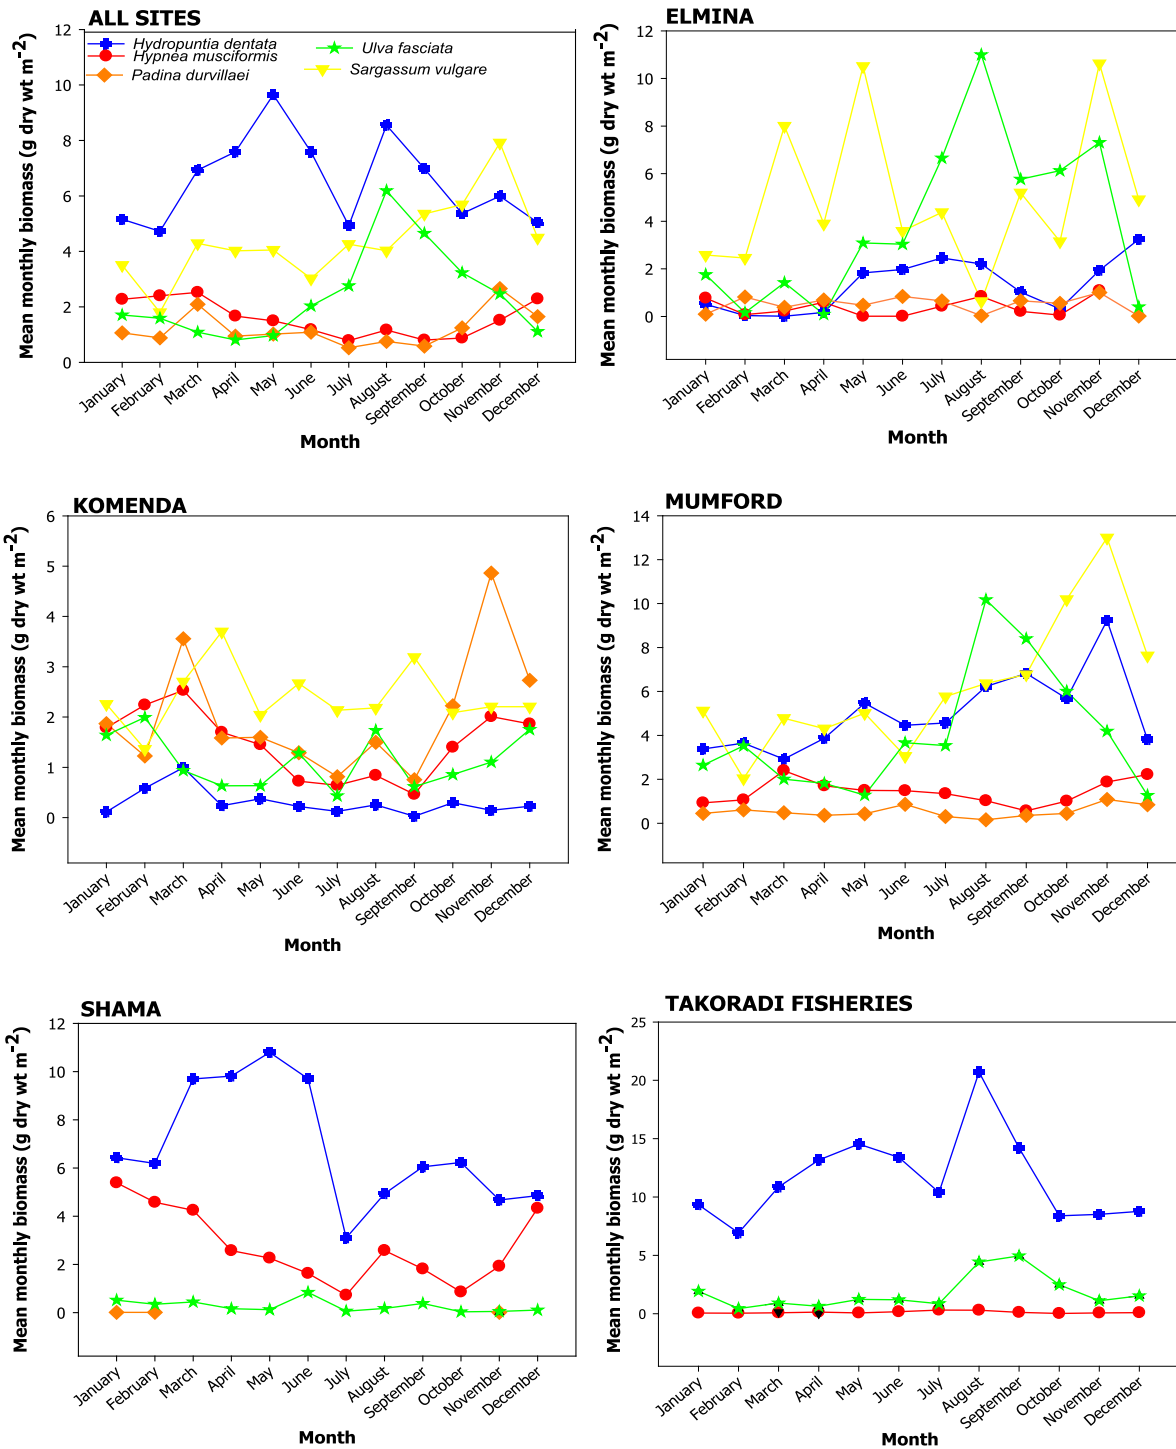 ALL SITES
Mean monthly biomass (g dry wt m-2)
12
10
8
6
4
2
0
Hydropuntia dentata
Hypnea musciformis
Padina durvillaei
Ulva fasciata
Sargassum vulgare
January
February
March
April
May
June
July
August
September
October
November
December
Month
ELMINA
Mean monthly biomass (g dry wt m-2)
12
10
8
6
4
2
0
January
February
March
April
May
June
July
August
September
October
November
December
Month
KOMENDA
Mean monthly biomass (g dry wt m-2)
6
5
4
3
2
1
0
January
February
March
April
May
June
July
August
September
October
November
December
Month
MUMFORD
Mean monthly biomass (g dry wt m-2)
14
12
10
8
6
4
2
0
January
February
March
April
May
June
July
August
September
October
November
December
Month
SHAMA
Mean monthly biomass (g dry wt m-2)
12
10
8
6
4
2
0
January
February
March
April
May
June
July
August
September
October
November
December
Month
TAKORADI FISHERIES
Mean monthly biomass (g dry wt m-2)
25
20
15
10
5
0
January
February
March
April
May
June
July
August
September
October
November
December
Month